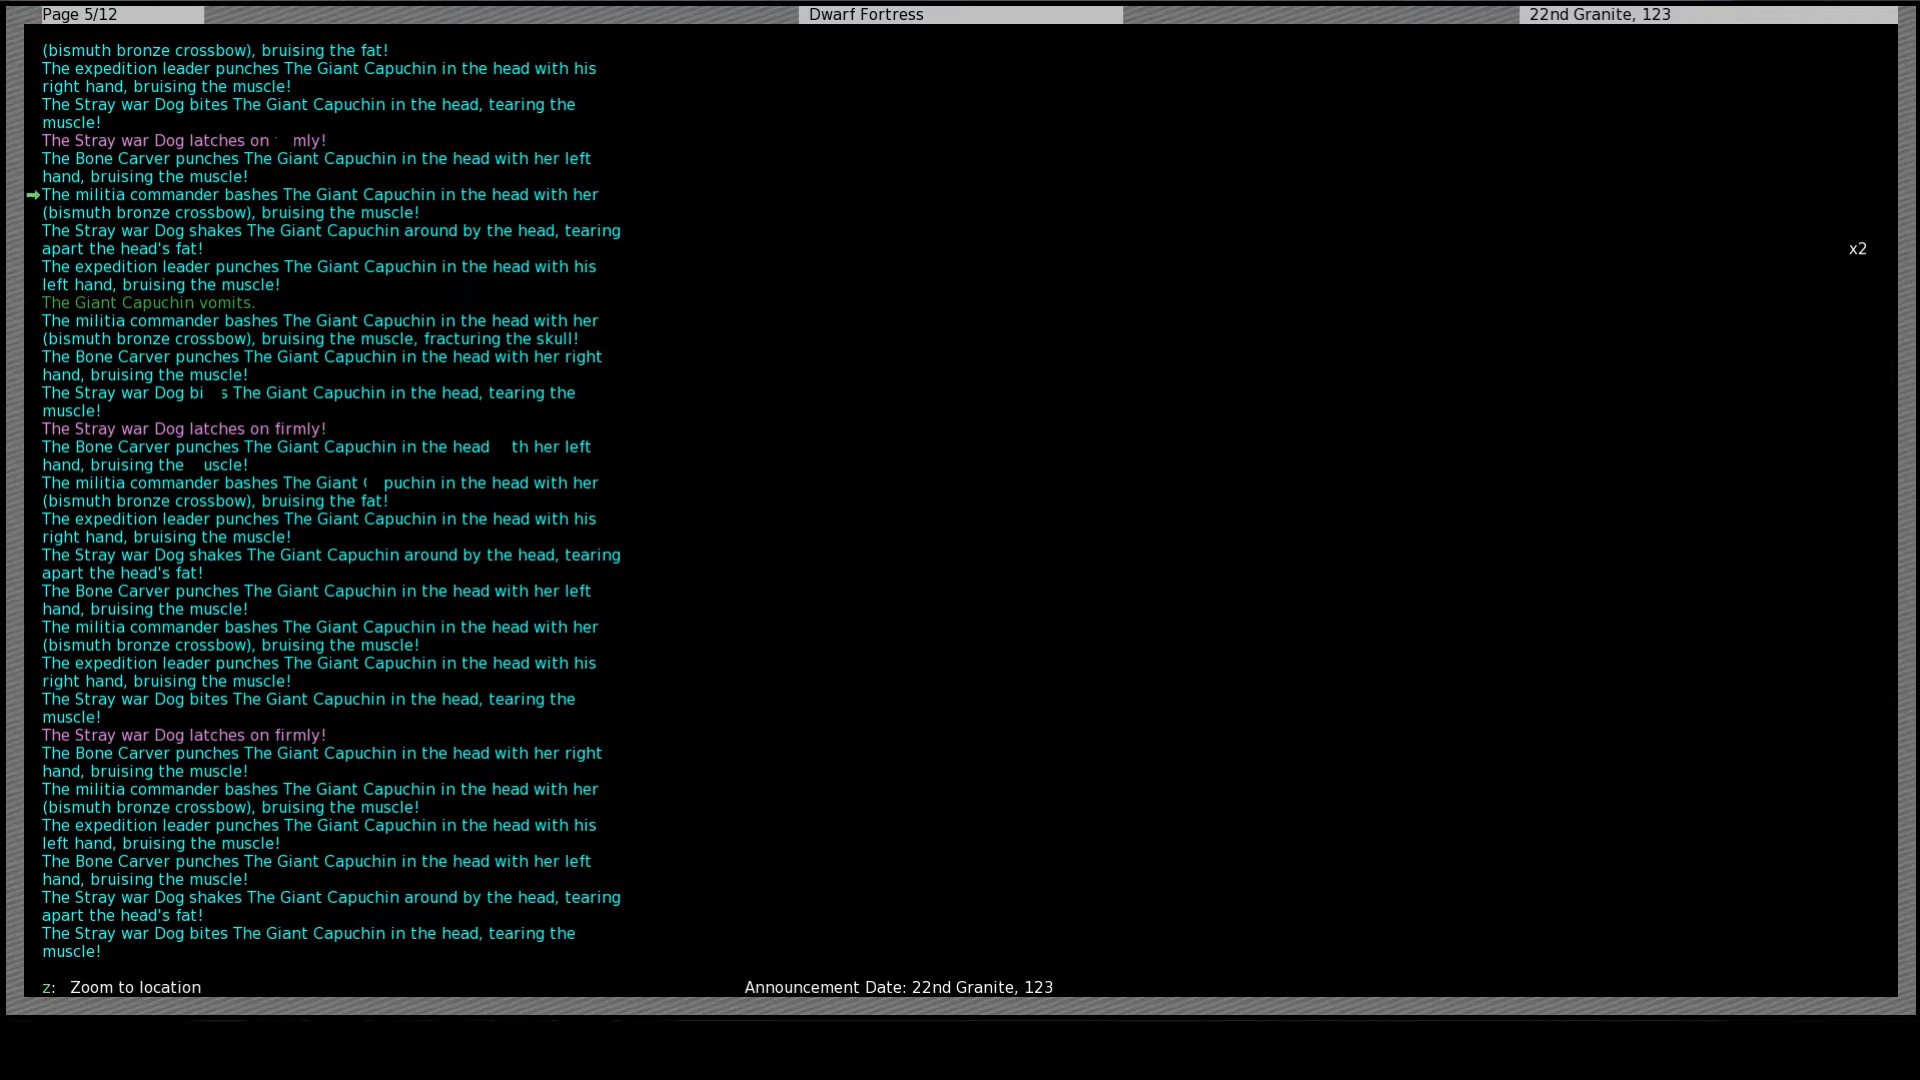 Page 5/12 Dwarf Fortress 22nd Granite, 123
(bismuth bronze crossbow), bruising the fat!
The expedition leader punches The Giant Capuchin in the head with his
right hand, bruising the muscle!
The Stray war Dog bites The Giant Capuchin in the head, tearing the
muscle!
The Stray war Dog latches on mly!
The Bone Carver punches The Giant Capuchin in the head with her left
hand, bruising the muscle!
The militia commander bashes The Giant Capuchin in the head with her
(bismuth bronze crossbow), bruising the muscle!
The Stray war Dog shakes The Giant Capuchin around by the head, tearing
apart the head's fat! x2
The expedition leader punches The Giant Capuchin in the head with his
left hand, bruising the muscle!
The Giant Capuchin vomits.
The militia commander bashes The Giant Capuchin in the head with her
(bismuth bronze crossbow), bruising the muscle, fracturing the skull!
The Bone Carver punches The Giant Capuchin in the head with her right
hand, bruising the muscle!
The Stray war Dog bi s The Giant Capuchin in the head, tearing the
muscle!
The Stray war Dog latches on firmly!
The Bone Carver punches The Giant Capuchin in the head th her left
hand, bruising the uscle!
The militia commander bashes The Giant puchin in the head with her
(bismuth bronze crossbow), bruising the fat!
The expedition leader punches The Giant Capuchin in the head with his
right hand, bruising the muscle!
The Stray war Dog shakes The Giant Capuchin around by the head, tearing
apart the head's fat!
The Bone Carver punches The Giant Capuchin in the head with her left
hand, bruising the muscle!
The militia commander bashes The Giant Capuchin in the head with her
(bismuth bronze crossbow), bruising the muscle!
The expedition leader punches The Giant Capuchin in the head with his
right hand, bruising the muscle!
The Stray war Dog bites The Giant Capuchin in the head, tearing the
muscle!
The Stray war Dog latches on firmly!
The Bone Carver punches The Giant Capuchin in the head with her right
hand, bruising the muscle!
The militia commander bashes The Giant Capuchin in the head with her
(bismuth bronze crossbow), bruising the muscle!
The expedition leader punches The Giant Capuchin in the head with his
left hand, bruising the muscle!
The Bone Carver punches The Giant Capuchin in the head with her left
hand, bruising the muscle!
The Stray war Dog shakes The Giant Capuchin around by the head, tearing
apart the head's fat!
The Stray war Dog bites The Giant Capuchin in the head, tearing the
muscle!
z: Zoom to location Announcement Date: 22nd Granite, 123